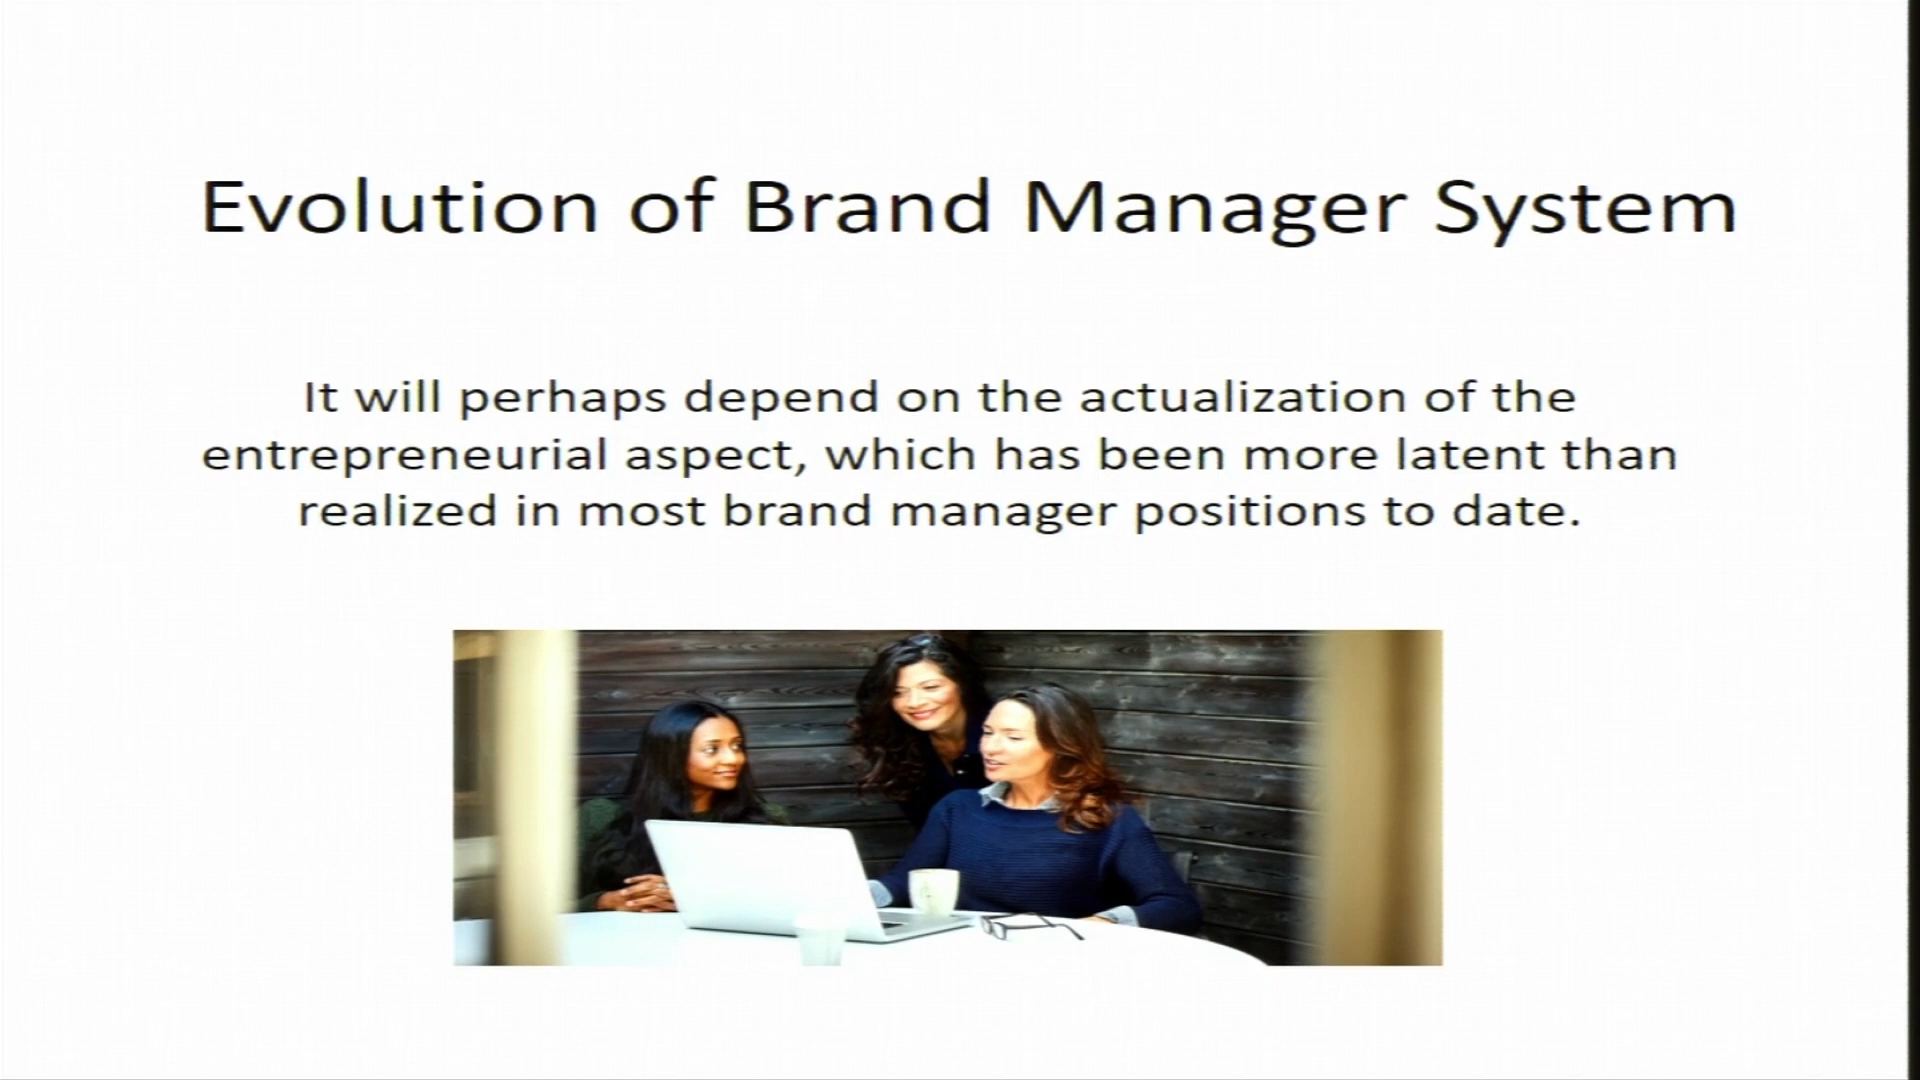 Evolution of Brand Manager System
It will perhaps depend on the actualization of the
entrepreneurial aspect, which has been more latent than
realized in most brand manager positions to date.